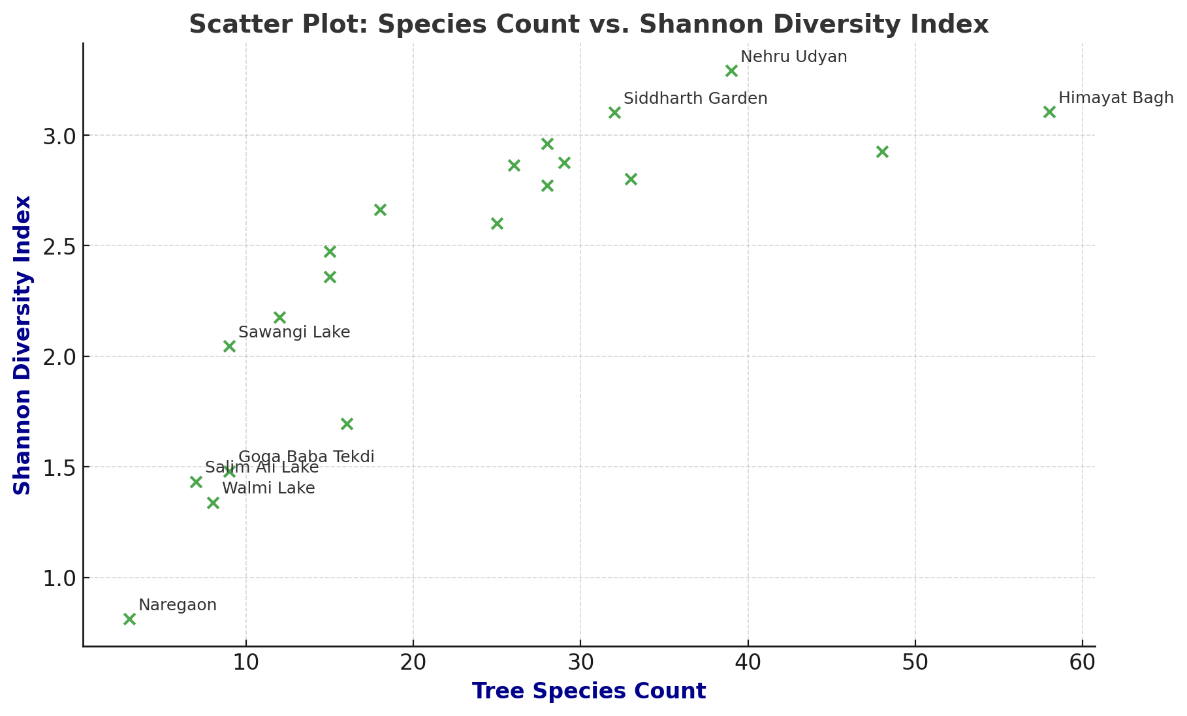 Scatter Plot: Species Count vs. Shannon Diversity Index
Nehru Udyan
Siddharth Garden
Himayat Bagh
3.0
2.5
Sawangi Lake
2.0
Goga Baba Tekdi
Salim Ali Lake
1.5
Walmi Lake
1.0
Naregaon
10 20 30 40 50 60
Tree Species Count
Shannon Diversity Index